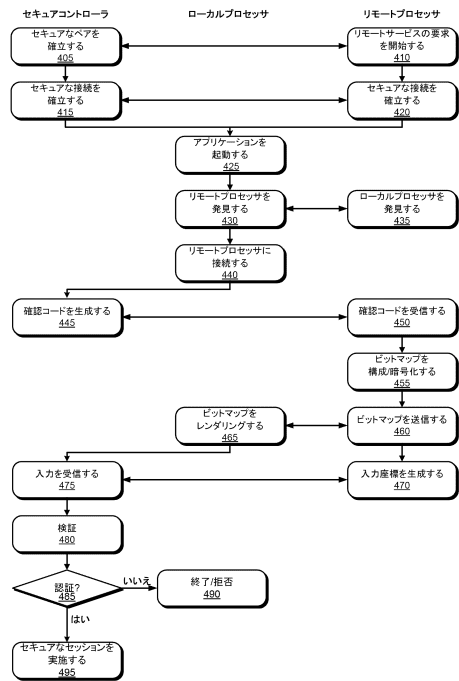 セキュアコントローラ
ローカルプロセッサ
リモートプロセッサ
セキュアなペアを
確立する
405
リモートサービスの要求
を開始する
410
セキュアな接続を
確立する
415
セキュアな接続を
確立する
420
アプリケーションを
起動する
425
リモートプロセッサを
発見する
430
ローカルプロセッサを
発見する
435
リモートプロセッサに
接続する
440
確認コードを生成する
445
確認コードを受信する
450
ビットマップを
構成/暗号化する
455
ビットマップを
レンダリングする
465
ビットマップを送信する
460
入力を受信する
475
入力座標を生成する
470
検証
480
認証?
485
いいえ
終了/拒否
490
はい
セキュアなセッションを
実施する
495